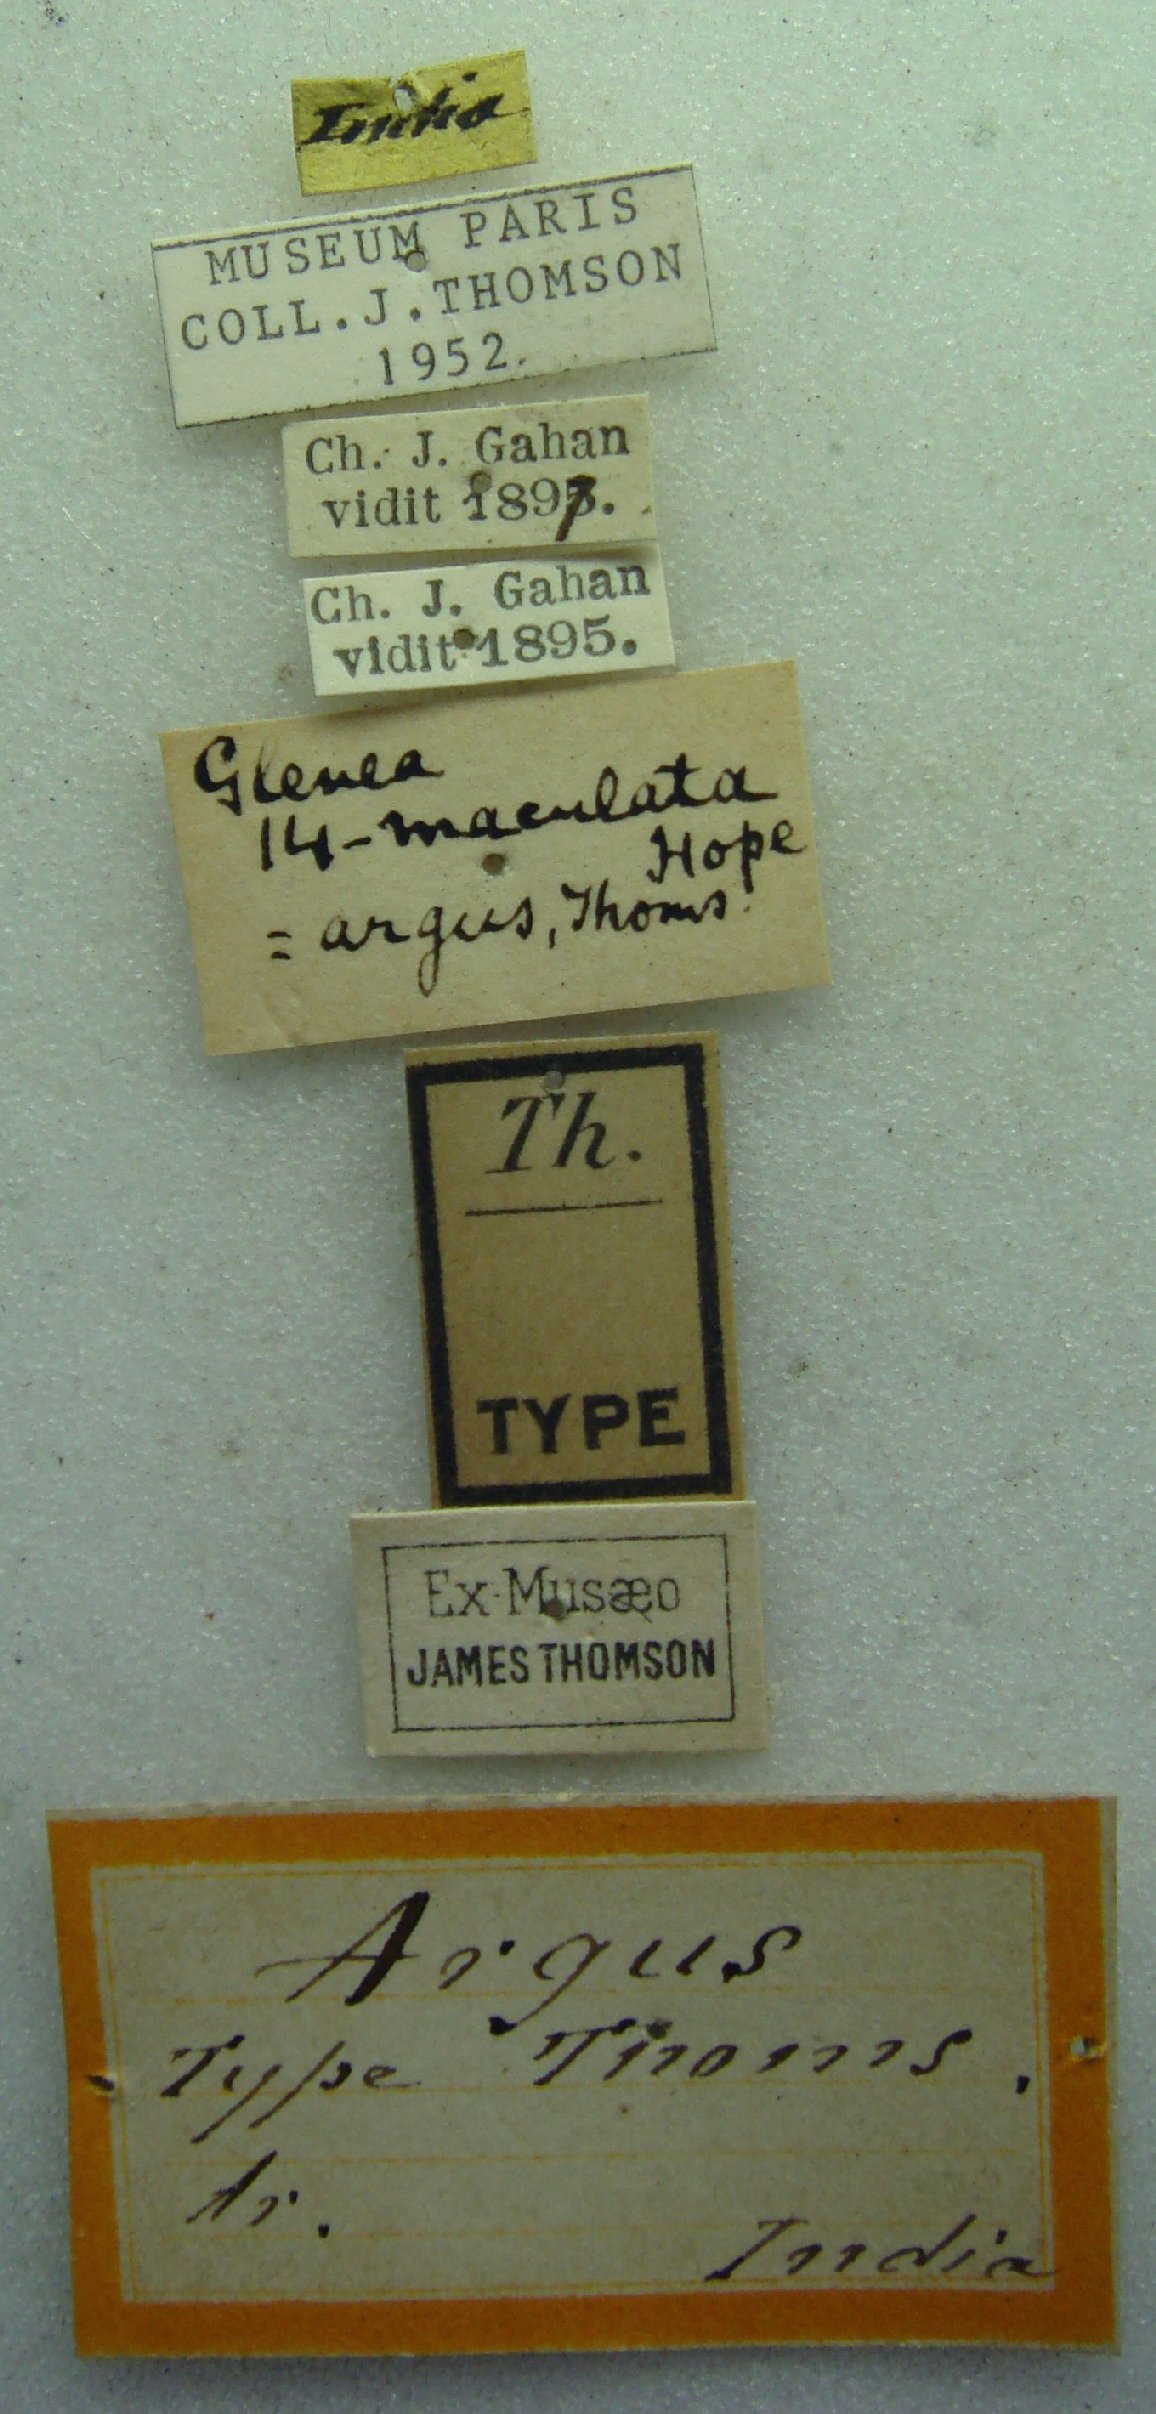 India
MUSEUM PARIS
COLL. J. THOMSON
1952.
Ch. J. Gahan
vidit 1897.
Ch. J. Gahan
vidit 1895.
Glenea
14-maculata
Hope
= argus, Thoms.
Th.
TYPE
Ex Musæo
JAMES THOMSON
Argus
Type Thoms.
India